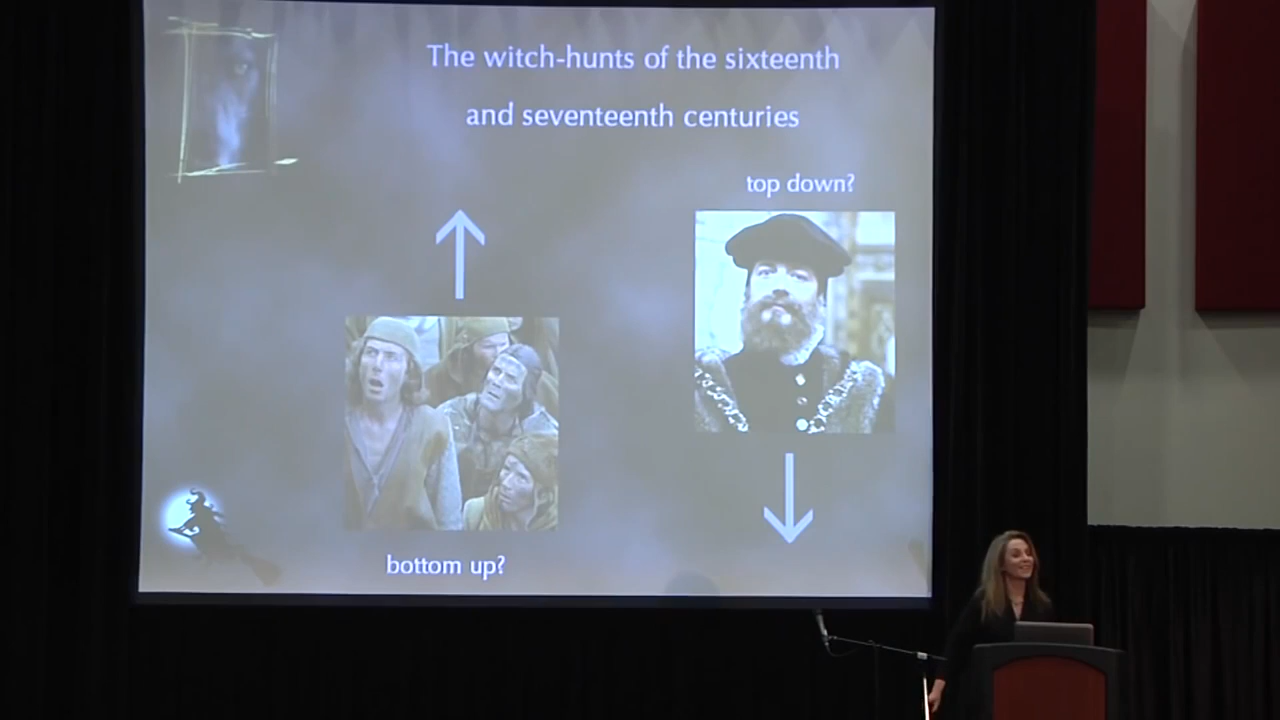 The witch-hunts of the sixteenth
and seventeenth centuries
top down?
bottom up?